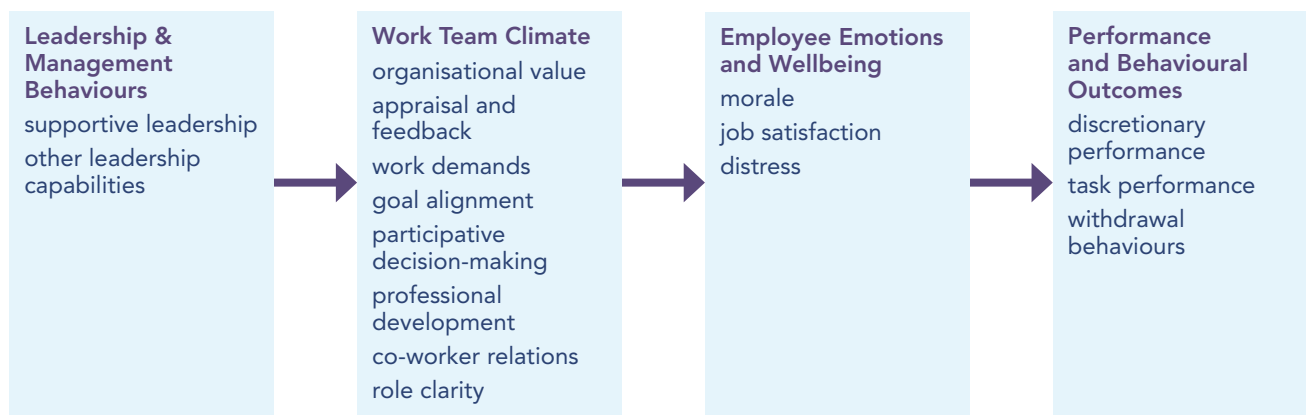 Leadership &
Management
Behaviours
supportive leadership
other leadership
capabilities
Work Team Climate
organisational value
appraisal and
feedback
work demands
goal alignment
participative
decision-making
professional
development
co-worker relations
role clarity
Employee Emotions
and Wellbeing
morale
job satisfaction
distress
Performance
and Behavioural
Outcomes
discretionary
performance
task performance
withdrawal
behaviours